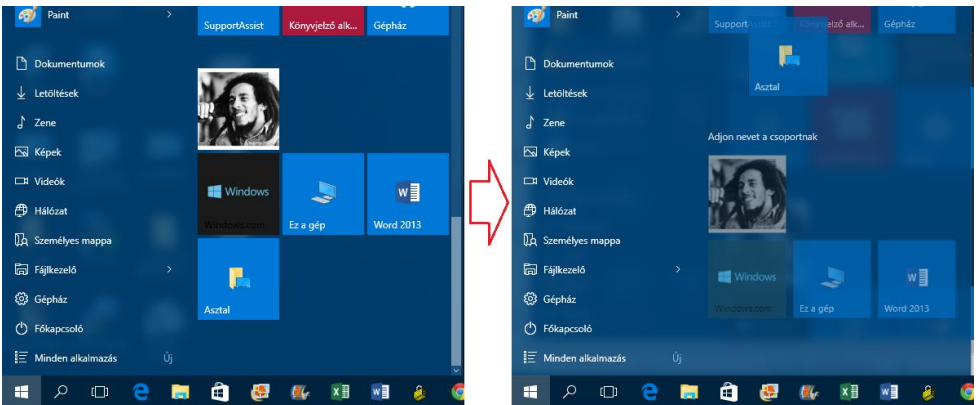 Paint
SupportAssist
Könyvjelző alk...
Gépház
Dokumentumok
Letöltések
Zene
Képek
Videók
Windows
Windows.com
Ez a gép
Word 2013
Hálózat
Személyes mappa
Fájlkezelő
Asztal
Gépház
Főkapcsoló
Minden alkalmazás
Új
Paint
SupportAssist
Könyvjelző alk...
Gépház
Asztal
Dokumentumok
Letöltések
Zene
Adjon nevet a csoportnak
Képek
Videók
Hálózat
Személyes mappa
Fájlkezelő
Windows
Windows.com
Ez a gép
Word 2013
Gépház
Főkapcsoló
Minden alkalmazás
Új